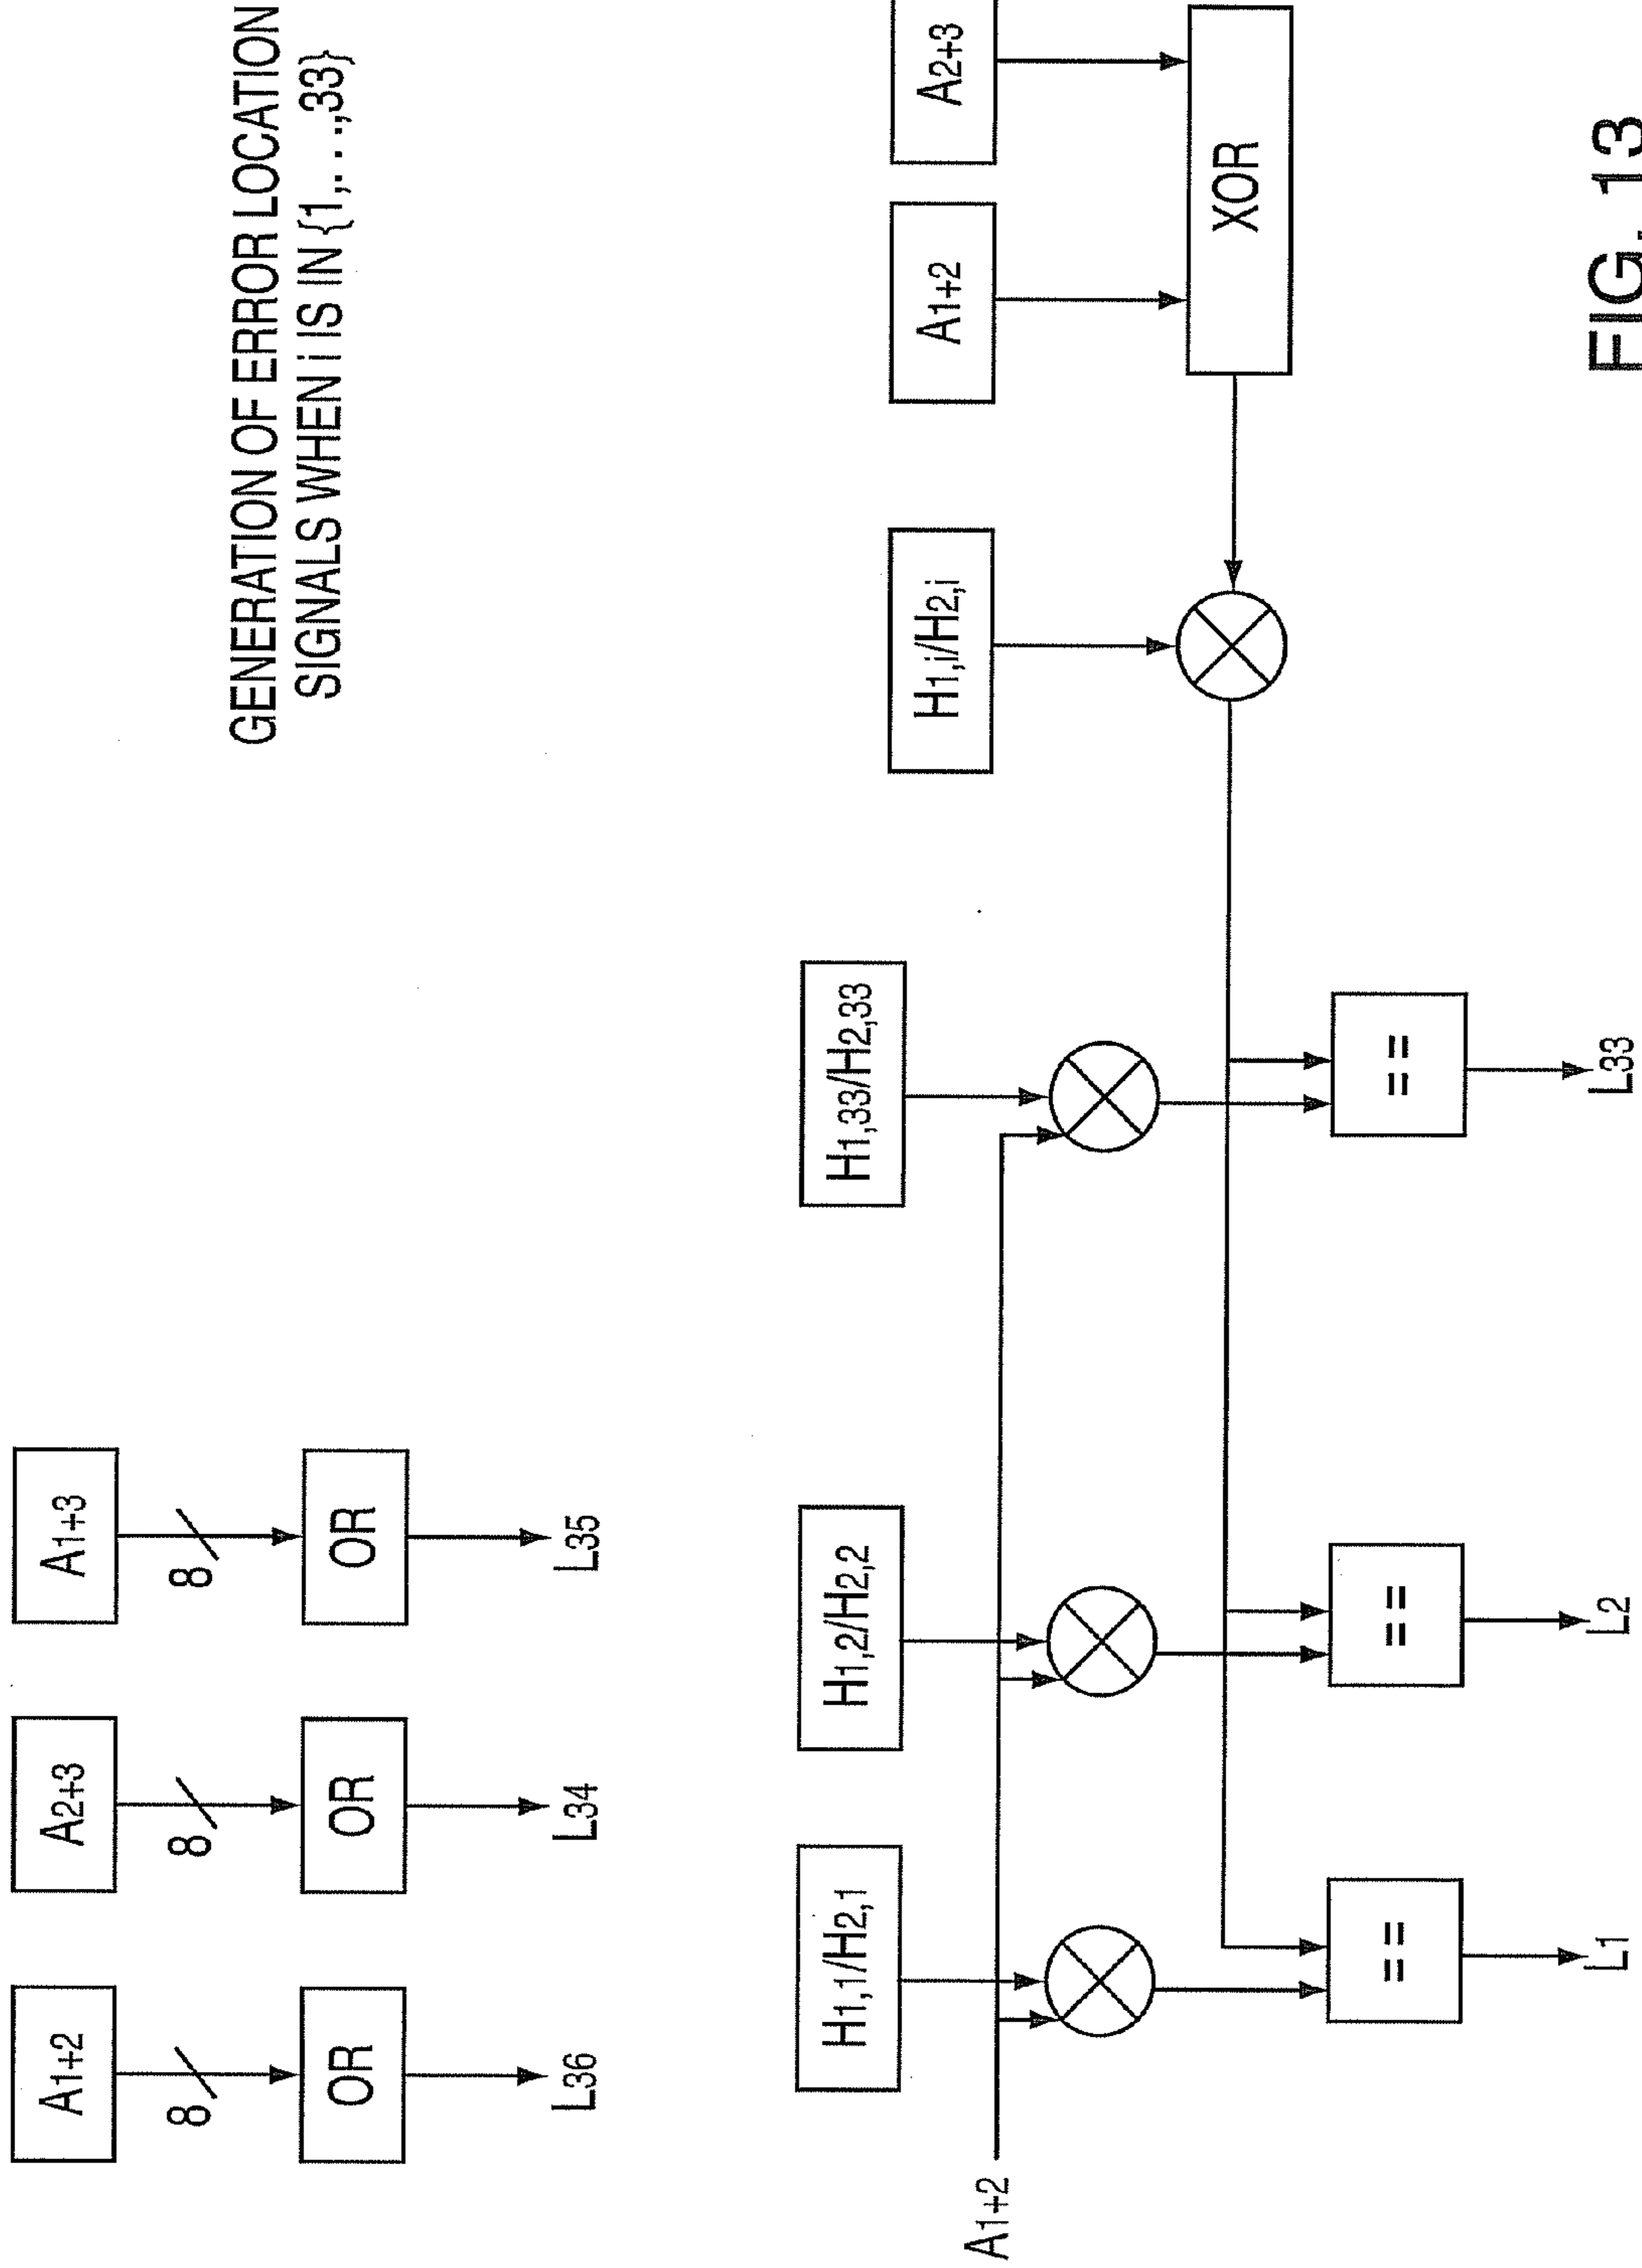 GENERATION OF ERROR LOCATION
SIGNALS WHEN i IS IN {1,...,33}
A1+2
A2+3
A1+3
8
8
8
OR
OR
OR
L36
L34
L35
H1,1/H2,1
H1,2/H2,2
H1,33/H2,33
H1,i/H2,i
A1+2
A2+3
A1+2
XOR
==
==
==
L1
L2
L33
FIG. 13